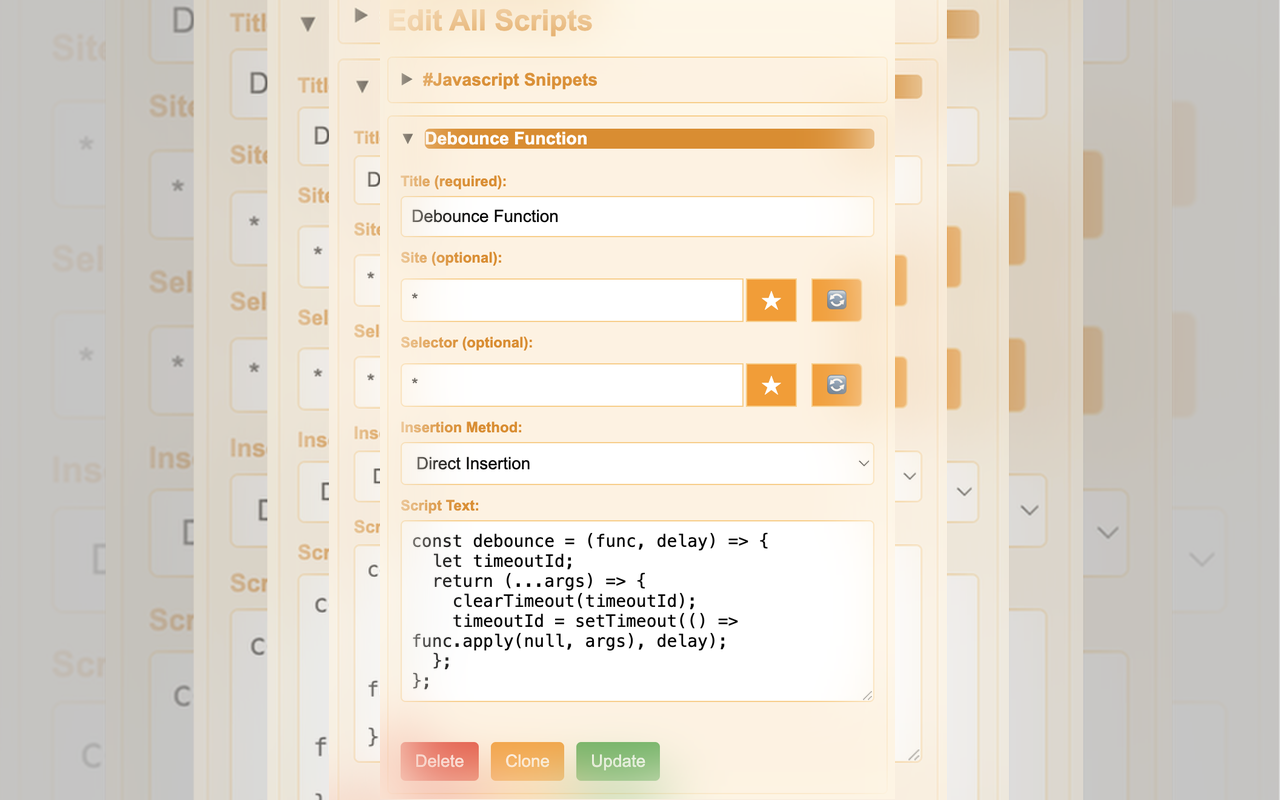 Edit All Scripts
#Javascript Snippets
Debounce Function
Title (required):
Debounce Function
Site (optional):
*
Selector (optional):
*
Insertion Method:
Direct Insertion
Script Text:
const debounce = (func, delay) => {
  let timeoutId;
  return (...args) => {
    clearTimeout(timeoutId);
    timeoutId = setTimeout(() =>
func.apply(null, args), delay);
  };
};
Delete Clone Update